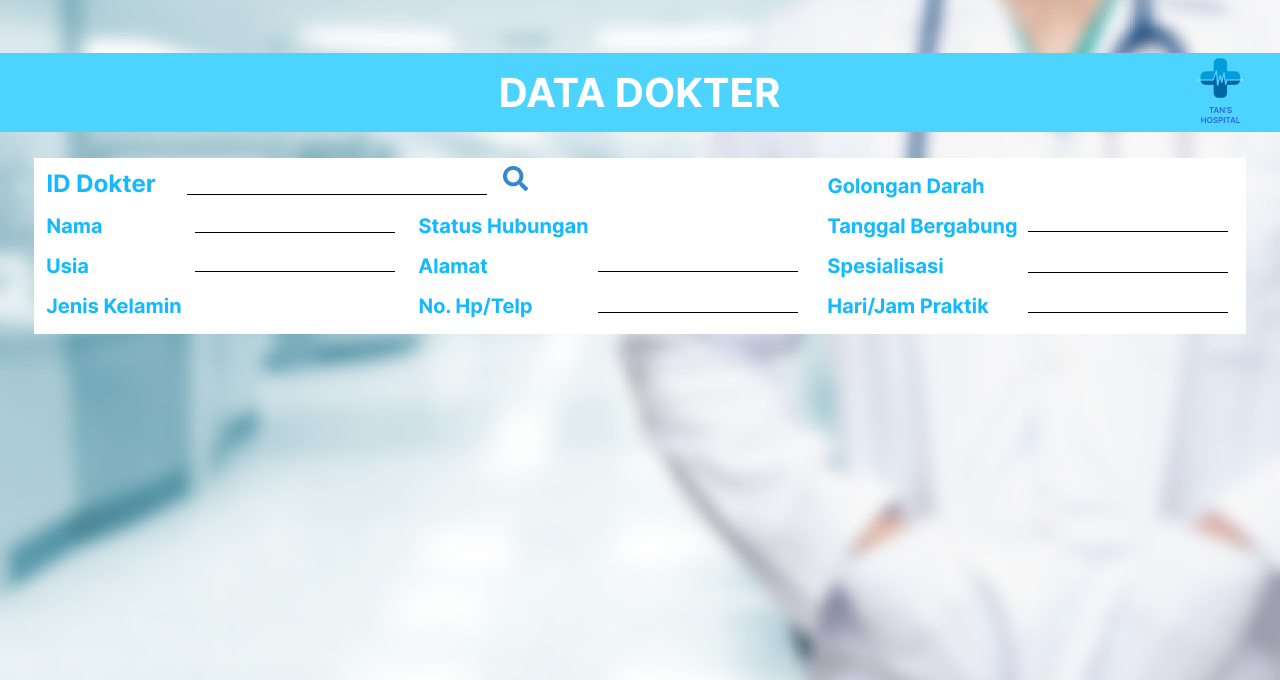 DATA DOKTER
TAN'S
HOSPITAL
ID Dokter
Golongan Darah
Nama
Status Hubungan
Tanggal Bergabung
Usia
Alamat
Spesialisasi
Jenis Kelamin
No. Hp/Telp
Hari/Jam Praktik